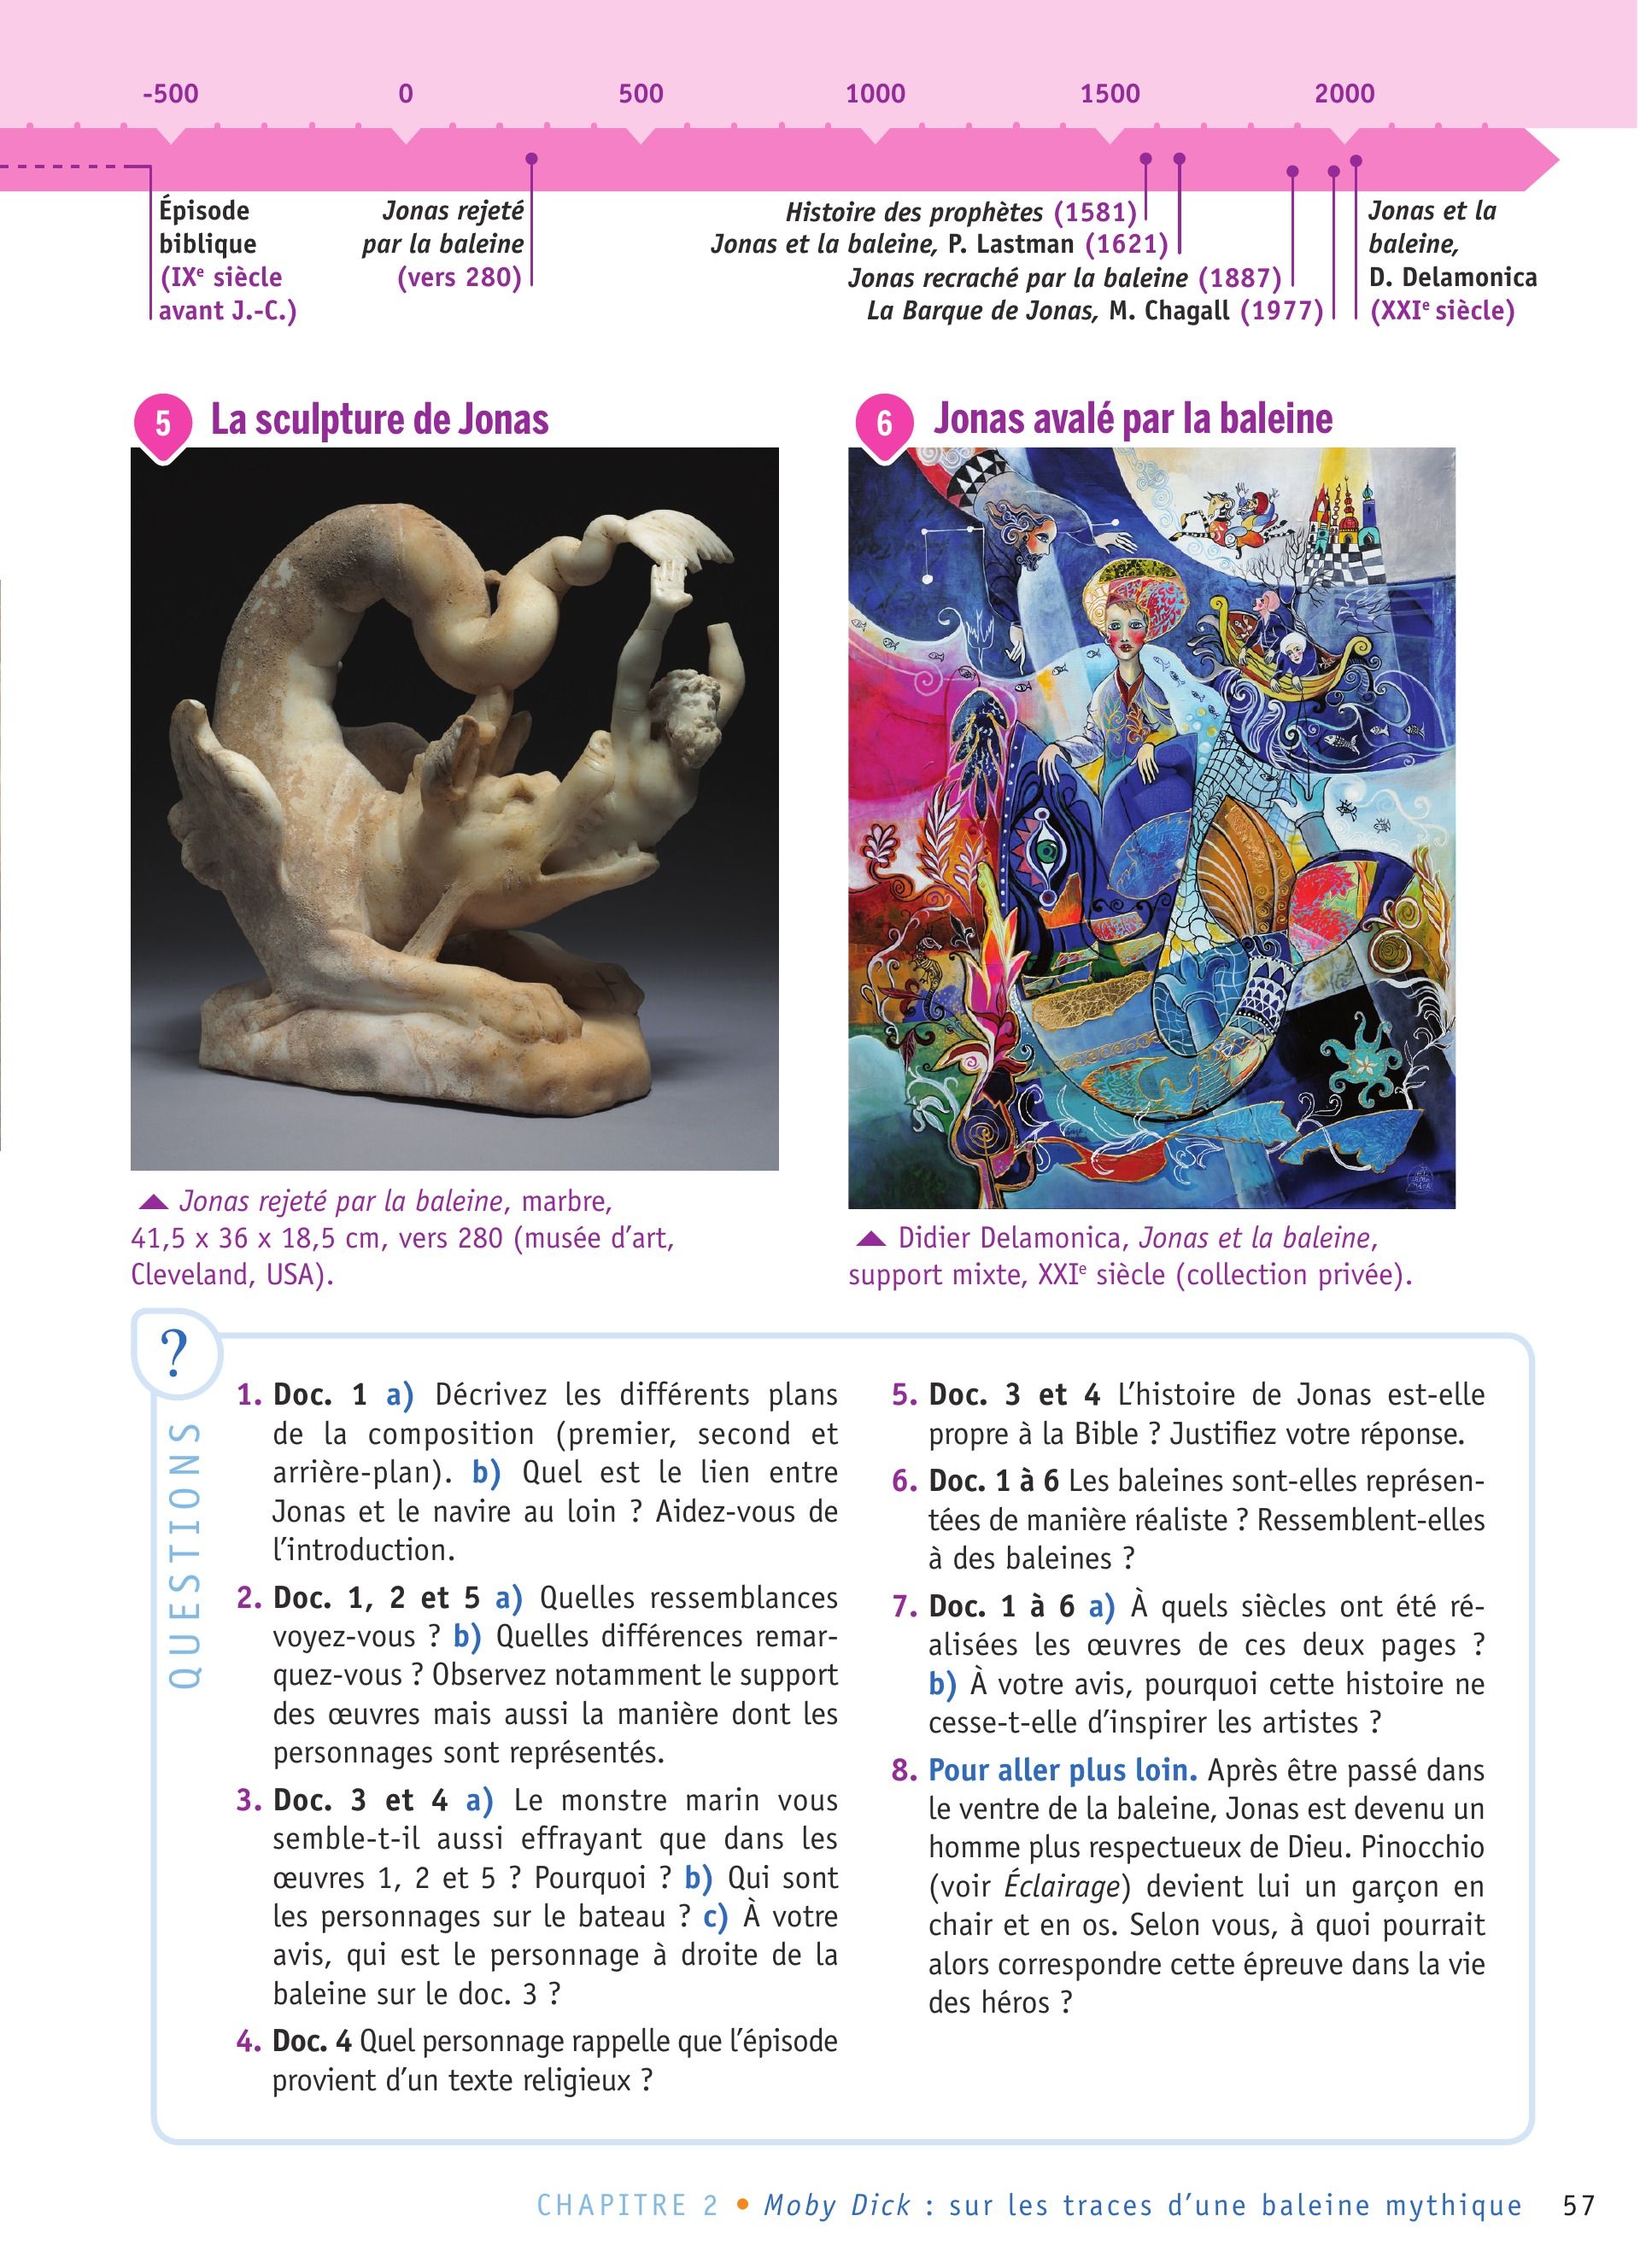 -500
0
500
1000
1500
2000
Épisode
biblique
(IXe siècle
avant J.-C.)
Jonas rejeté
par la baleine
(vers 280)
Histoire des prophètes (1581)
Jonas et la baleine, P. Lastman (1621)
Jonas recraché par la baleine (1887)
La Barque de Jonas, M. Chagall (1977)
Jonas et la
baleine,
D. Delamonica
(XXIe siècle)
5 La sculpture de Jonas
Jonas rejeté par la baleine, marbre,
41,5 x 36 x 18,5 cm, vers 280 (musée d'art,
Cleveland, USA).
6 Jonas avalé par la baleine
Didier Delamonica, Jonas et la baleine,
support mixte, XXIe siècle (collection privée).
?
QUESTIONS
1. Doc. 1 a) Décrivez les différents plans
de la composition (premier, second et
arrière-plan). b) Quel est le lien entre
Jonas et le navire au loin ? Aidez-vous de
l'introduction.
2. Doc. 1, 2 et 5 a) Quelles ressemblances
voyez-vous ? b) Quelles différences remar-
quez-vous ? Observez notamment le support
des œuvres mais aussi la manière dont les
personnages sont représentés.
3. Doc. 3 et 4 a) Le monstre marin vous
semble-t-il aussi effrayant que dans les
œuvres 1, 2 et 5 ? Pourquoi ? b) Qui sont
les personnages sur le bateau ? c) À votre
avis, qui est le personnage à droite de la
baleine sur le doc. 3 ?
4. Doc. 4 Quel personnage rappelle que l'épisode
provient d'un texte religieux ?
5. Doc. 3 et 4 L'histoire de Jonas est-elle
propre à la Bible ? Justifiez votre réponse.
6. Doc. 1 à 6 Les baleines sont-elles représen-
tées de manière réaliste ? Ressemblent-elles
à des baleines ?
7. Doc. 1 à 6 a) À quels siècles ont été ré-
alisées les œuvres de ces deux pages ?
b) À votre avis, pourquoi cette histoire ne
cesse-t-elle d'inspirer les artistes ?
8. Pour aller plus loin. Après être passé dans
le ventre de la baleine, Jonas est devenu un
homme plus respectueux de Dieu. Pinocchio
(voir Éclairage) devient lui un garçon en
chair et en os. Selon vous, à quoi pourrait
alors correspondre cette épreuve dans la vie
des héros ?
CHAPITRE 2 • Moby Dick : sur les traces d'une baleine mythique 57